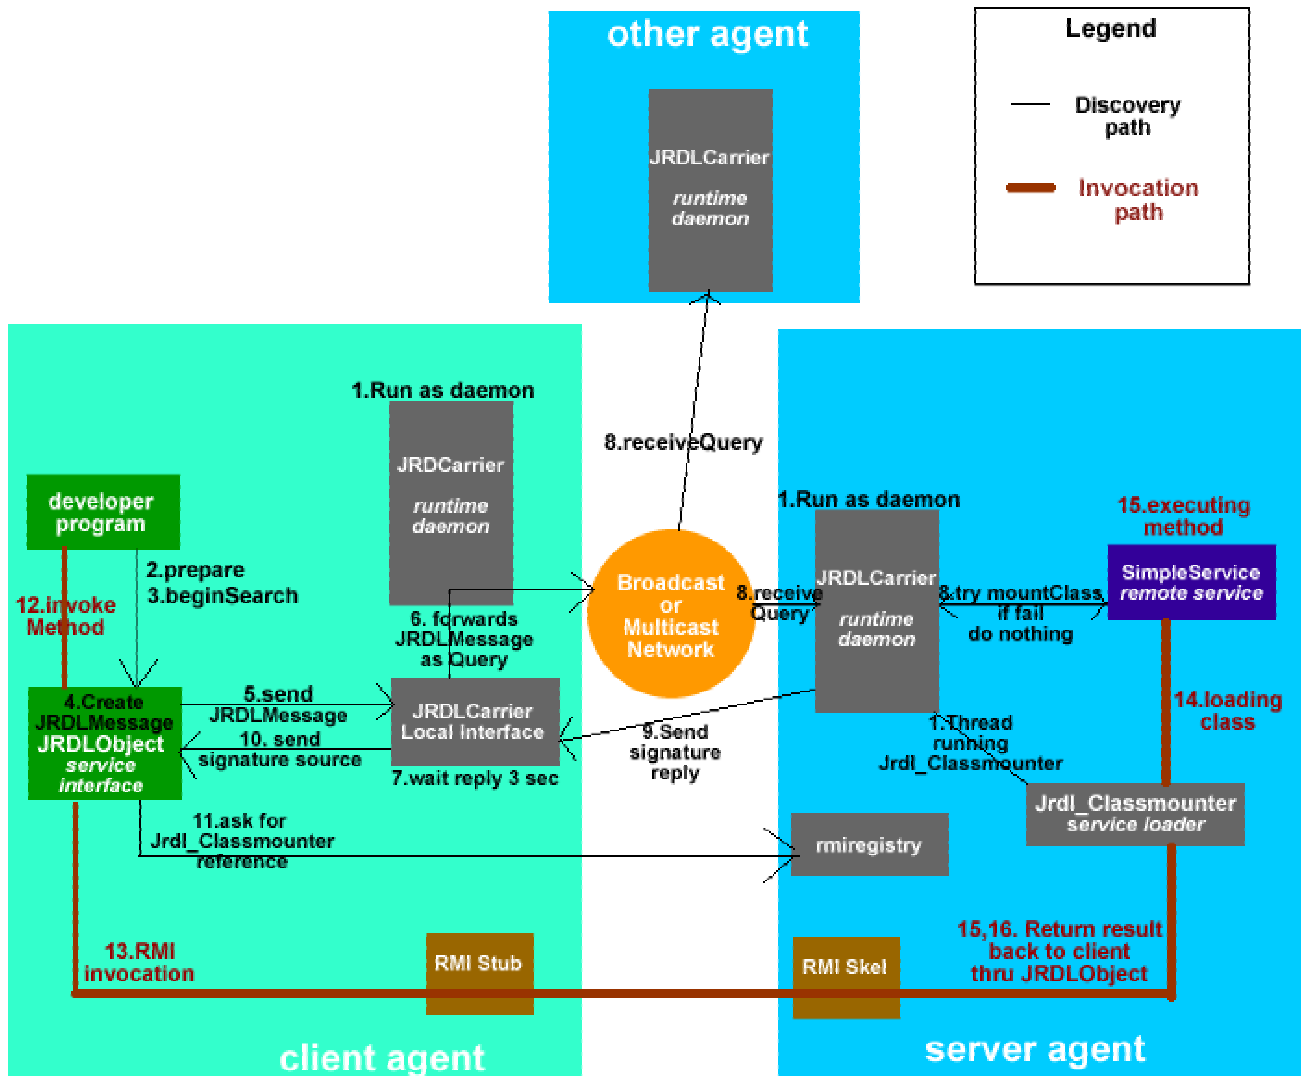 other agent
JRDLCarrier
runtime
daemon
Legend
Discovery
path
Invocation
path
1.Run as daemon
JRDCarrier
runtime
daemon
8.receiveQuery
developer
program
2.prepare
3.beginSearch
12.invoke
Method
6. forwards
JRDLMessage
as Query
Broadcast
or
Multicast
Network
8.receive
Query
1.Run as daemon
JRDLCarrier
runtime
daemon
8.try mountClass
if fail
do nothing
15.executing
method
SimpleService
remote service
4.Create
JRDLMessage
JRDLObject
service
interface
5.send
JRDLMessage
10. send
signature source
JRDLCarrier
Local Interface
7.wait reply 3 sec
9.Send
signature
reply
1.Thread
running
Jrdl_Classmounter
14.loading
class
Jrdl_Classmounter
service loader
11.ask for
Jrdl_Classmounter
reference
rmiregistry
13.RMI
invocation
RMI Stub
RMI Skel
15,16. Return result
back to client
thru JRDLObject
client agent
server agent